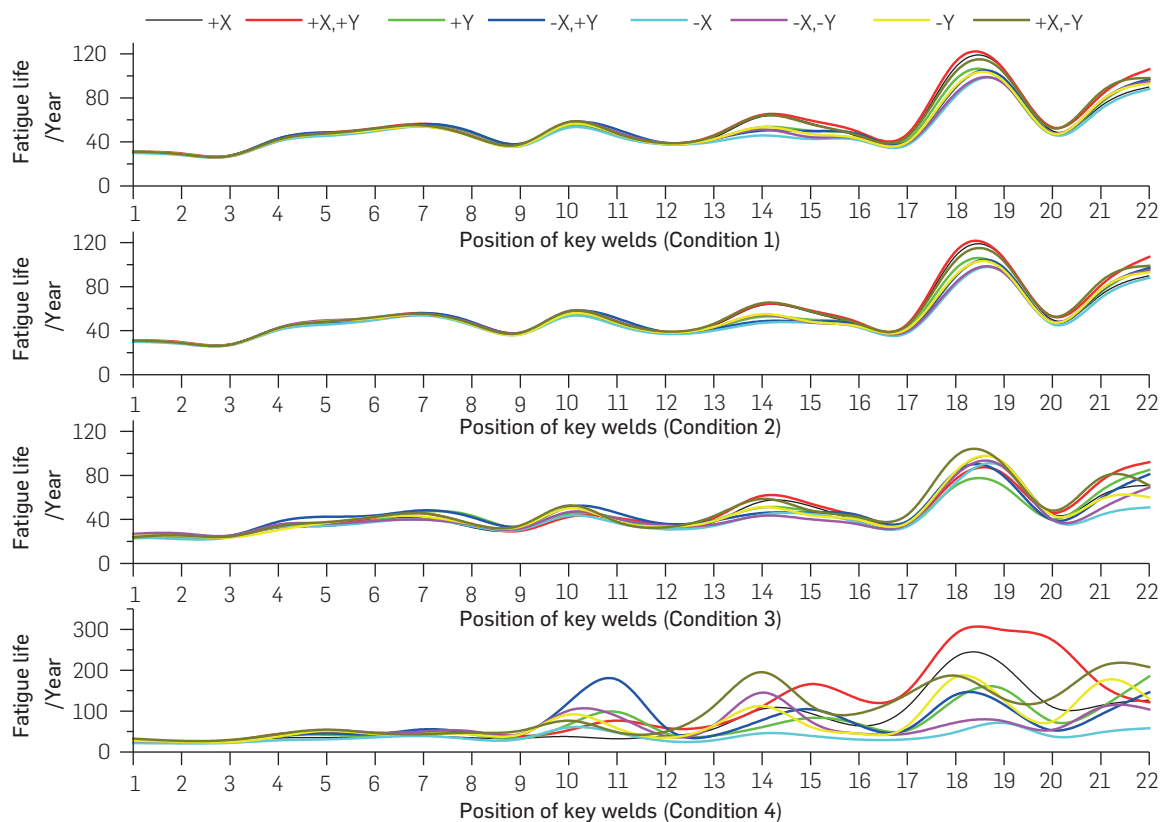 +X +X,+Y +Y -X,+Y -X -X,-Y -Y +X,-Y
Fatigue life
/Year
120
80
40
0
1 2 3 4 5 6 7 8 9 10 11 12 13 14 15 16 17 18 19 20 21 22
Position of key welds (Condition 1)
Fatigue life
/Year
120
80
40
0
1 2 3 4 5 6 7 8 9 10 11 12 13 14 15 16 17 18 19 20 21 22
Position of key welds (Condition 2)
Fatigue life
/Year
120
80
40
0
1 2 3 4 5 6 7 8 9 10 11 12 13 14 15 16 17 18 19 20 21 22
Position of key welds (Condition 3)
Fatigue life
/Year
300
200
100
0
1 2 3 4 5 6 7 8 9 10 11 12 13 14 15 16 17 18 19 20 21 22
Position of key welds (Condition 4)